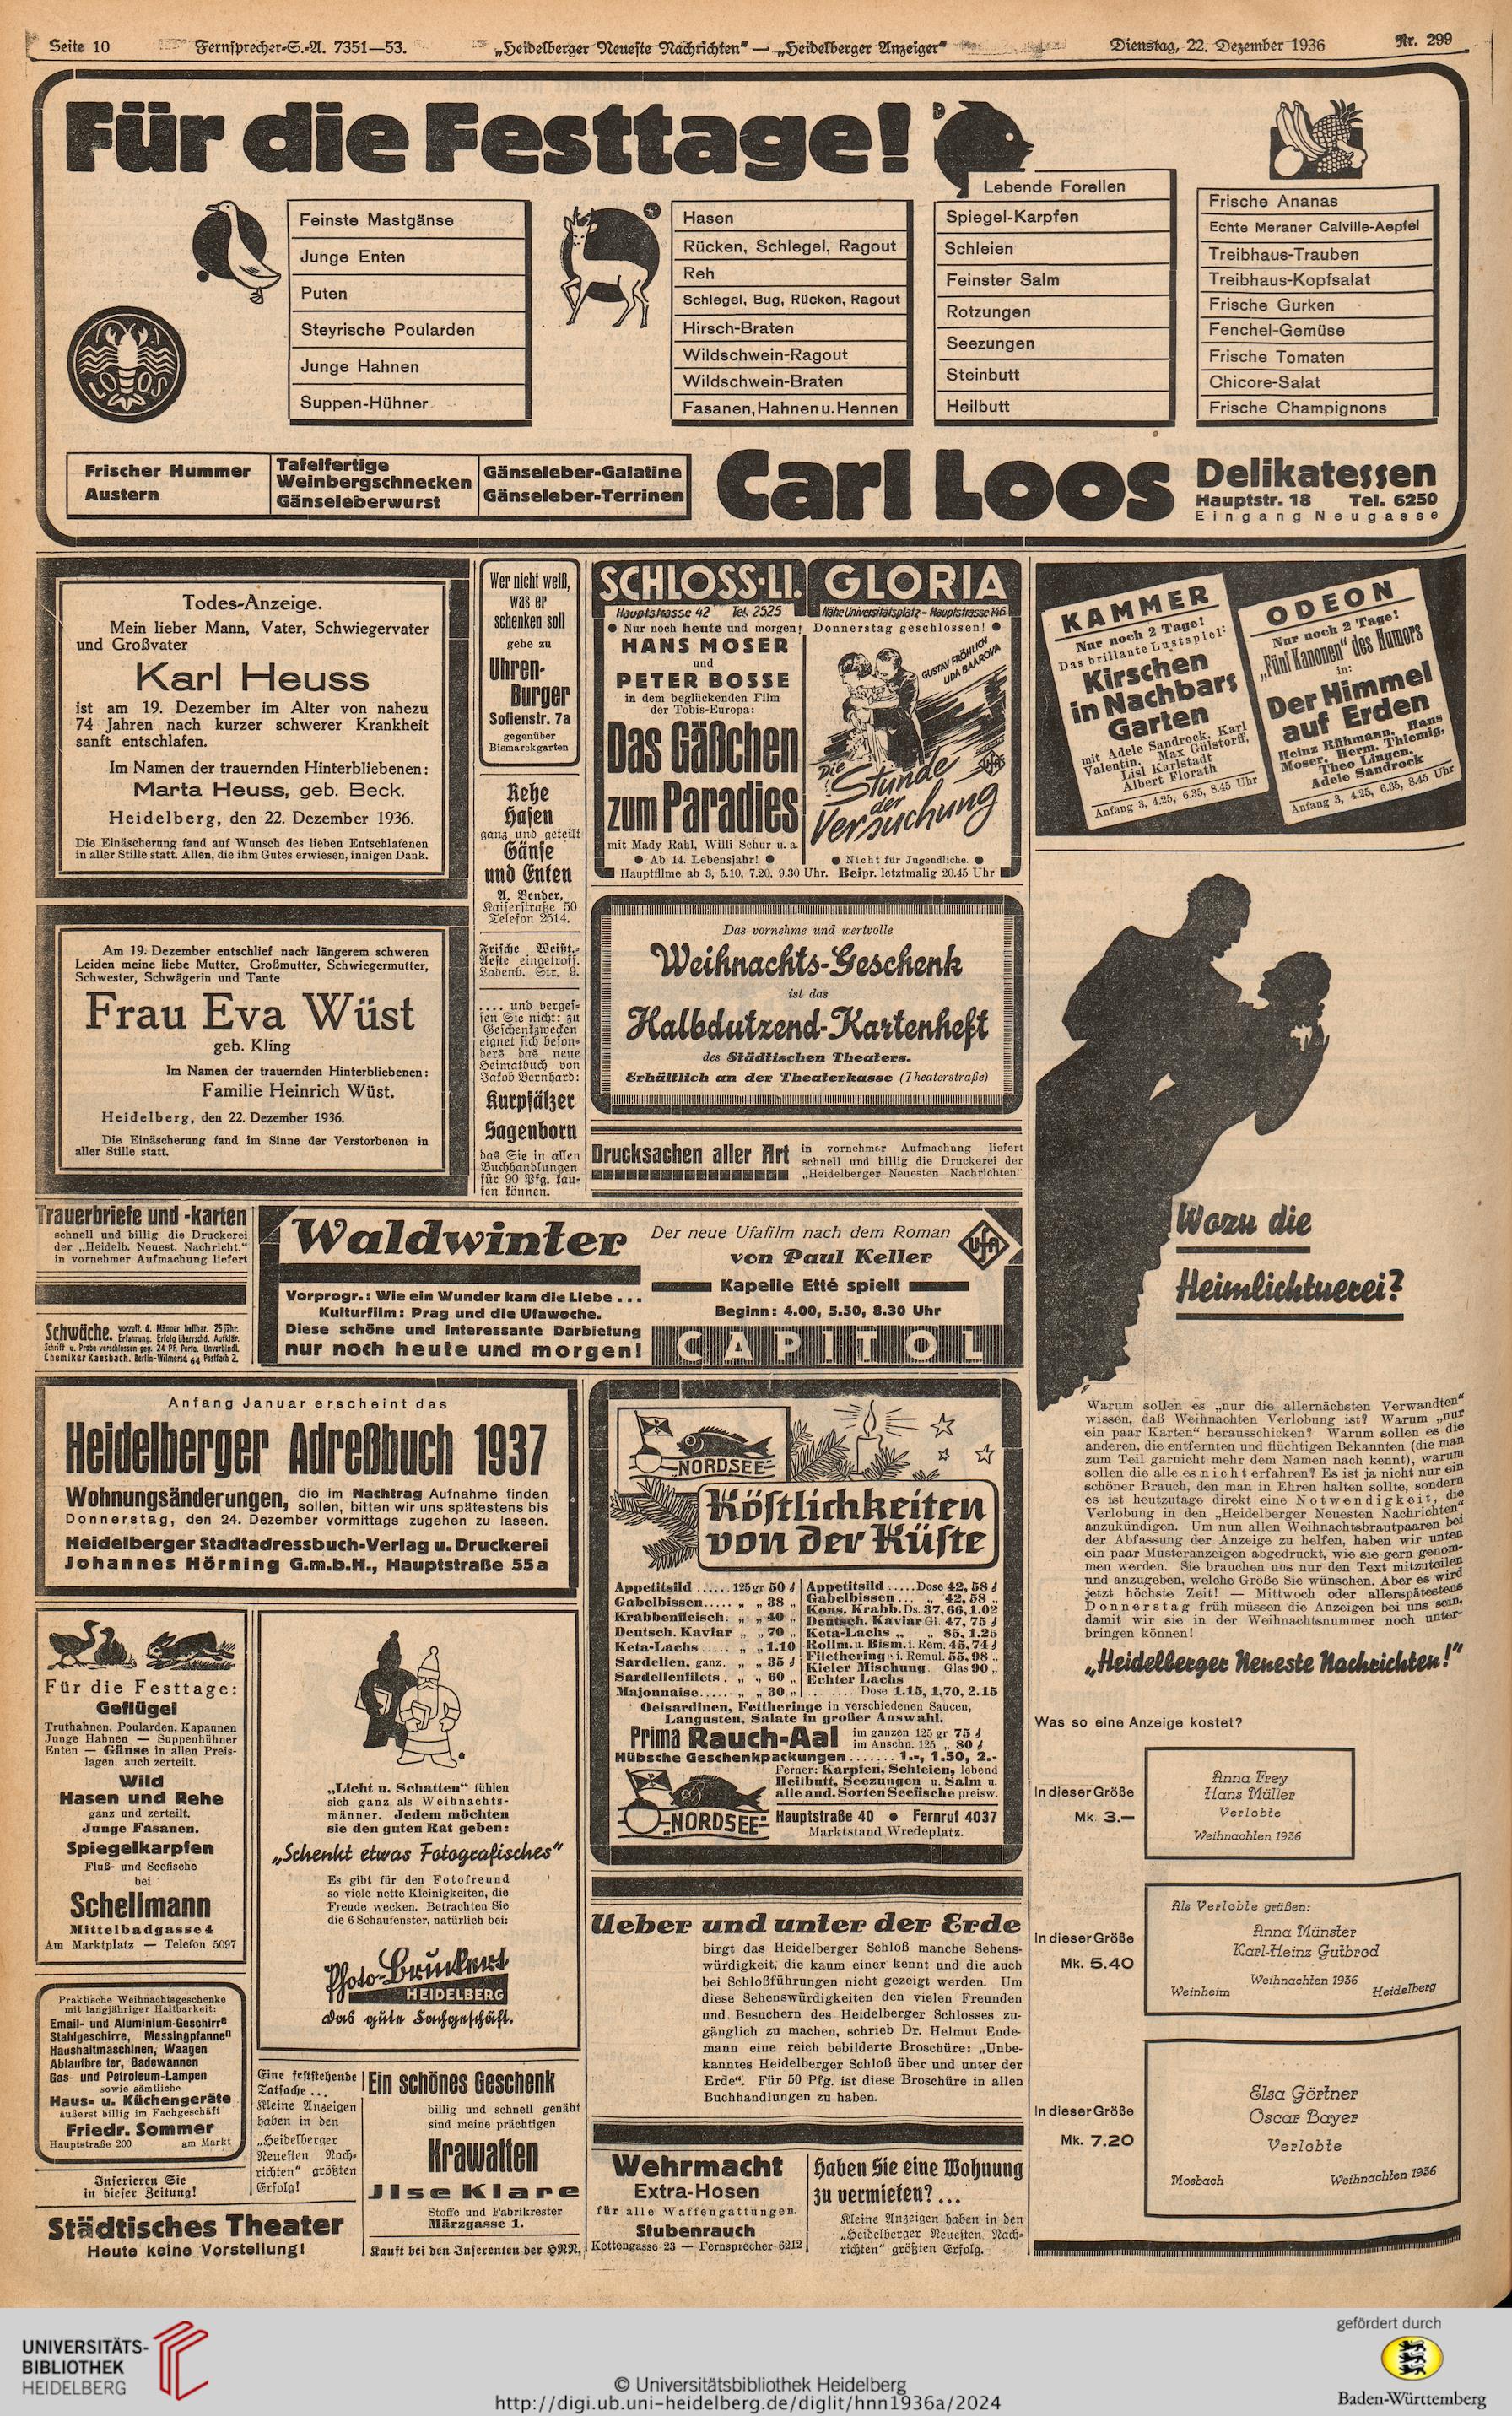 Seite 10
Fernsprecher-S.-A. 7351—53.
„Heidelberger Neueste Nachrichten“ — „Heidelberger Anzeiger“
Dienstag, 22. Dezember 1936
Nr. 299
Für die Festtage!
Feinste Mastgänse
Junge Enten
Puten
Steyrische Poularden
Junge Hahnen
Suppen-Hühner
Hasen
Rücken, Schlegel, Ragout
Reh
Schlegel, Bug, Rücken, Ragout
Hirsch-Braten
Wildschwein-Ragout
Wildschwein-Braten
Fasanen, Hahnen u. Hennen
Lebende Forellen
Spiegel-Karpfen
Schleien
Feinster Salm
Rotzungen
Seezungen
Steinbutt
Heilbutt
Frische Ananas
Echte Meraner Calville-Aepfel
Treibhaus-Trauben
Treibhaus-Kopfsalat
Frische Gurken
Fenchel-Gemüse
Frische Tomaten
Chicore-Salat
Frische Champignons
LOOS
Frischer Hummer
Austern
Tafelfertige
Weinbergschnecken
Gänseleberwurst
Gänseleber-Galatine
Gänseleber-Terrinen
Carl Loos
Delikatessen
Hauptstr. 18 Tel. 6250
Eingang Neugasse
Todes-Anzeige.
Mein lieber Mann, Vater, Schwiegervater
und Großvater
Karl Heuss
ist am 19. Dezember im Alter von nahezu
74 Jahren nach kurzer schwerer Krankheit
sanft entschlafen.
Im Namen der trauernden Hinterbliebenen:
Marta Heuss, geb. Beck.
Heidelberg, den 22. Dezember 1936.
Die Einäscherung fand auf Wunsch des lieben Entschlafenen
in aller Stille statt. Allen, die ihm Gutes erwiesen, innigen Dank.
Am 19. Dezember entschlief nach längerem schweren
Leiden meine liebe Mutter, Großmutter, Schwiegermutter,
Schwester, Schwägerin und Tante
Frau Eva Wüst
geb. Kling
Im Namen der trauernden Hinterbliebenen:
Familie Heinrich Wüst.
Heidelberg, den 22. Dezember 1936.
Die Einäscherung fand im Sinne der Verstorbenen in
aller Stille statt.
Wer nicht weiß,
was er
schenken soll
gehe zu
Uhren-
Burger
Sofienstr. 7a
gegenüber
Bismarckgarten
Rehe
Hasen
ganz und geteilt
Gänse
und Enten
A. Bender,
Kaiserstraße 50
Telefon 2514.
Frische Weißt.-
Aeste eingetroff.
Ladenb. Str. 9.
.... und verges-
sen Sie nicht: zu
Geschenkzwecken
eignet sich beson-
ders das neue
Heimatbuch von
Jakob Bernhard:
Kurpfälzer
Sagenborn
das Sie in allen
Buchhandlungen
für 90 Pfg. kau-
fen können.
SCHLOSS-LI.
Hauptstrasse 42 Tel. 2525
GLORIA
Nähe Universitätsplatz - Hauptstrasse 146
● Nur noch heute und morgen! Donnerstag geschlossen! ●
HANS MOSER
und
PETER BOSSE
in dem beglückenden Film
der Tobis-Europa:
Das Gäßchen
zum Paradies
mit Mady Rahl, Willi Schur u. a.
● Ab 14. Lebensjahr! ●
GUSTAV FRÖHLICH
LIDA BAAROVA
Die
Stunde
der
Versuchung
UFA
● Nicht für Jugendliche. ●
Hauptfilme ab 3, 5.10, 7.20, 9.30 Uhr. Beipr. letztmalig 20.45 Uhr
KAMMER
Nur noch 2 Tage!
Das brillante Lustspiel:
Kirschen
in Nachbars
Garten
mit Adele Sandrock, Karl
Valentin, Max Gülstorff,
Lisl Karlstadt
Albert Florath
Anfang 3, 4.25, 6.35, 8.45 Uhr
ODEON
Nur noch 2 Tage!
„Fünf Kanonen“ des Humors
in:
Der Himmel
auf Erden
Heinz Rühmann, Hans
Moser, Herm. Thiemig,
Theo Lingen,
Adele Sandrock
Anfang 3, 4.25, 6.35, 8.45 Uhr
Das vornehme und wertvolle
Weihnachts-Geschenk
ist das
Halbdutzend-Kartenheft
des Städtischen Theaters.
Erhältlich an der Theaterkasse (Theaterstraße)
Drucksachen aller Art
in vornehmer Aufmachung liefert
schnell und billig die Druckerei der
„Heidelberger Neuesten Nachrichten“
Trauerbriefe und -karten
schnell und billig die Druckerei
der „Heidelb. Neuest. Nachricht.“
in vornehmer Aufmachung liefert
Schwäche.
vorzeit. d. Männer heilbar. 25 jähr.
Erfahrung. Erfolg überrschd. Aufklär.
Schrift u. Probe verschlossen geg. 24 Pf. Porto. Unverbindl.
Chemiker Kaesbach, Berlin-Wilmersd. 64 Postfach 2.
Waldwinter
Der neue Ufafilm nach dem Roman
von Paul Keller
UFA
Kapelle Etté spielt
Vorprogr.: Wie ein Wunder kam die Liebe ...
Kulturfilm: Prag und die Ufawoche.
Beginn: 4.00, 5.50, 8.30 Uhr
Diese schöne und interessante Darbietung
nur noch heute und morgen!
CAPITOL
Anfang Januar erscheint das
Heidelberger Adreßbuch 1937
Wohnungsänderungen, die im Nachtrag Aufnahme finden
sollen, bitten wir uns spätestens bis
Donnerstag, den 24. Dezember vormittags zugehen zu lassen.
Heidelberger Stadtadressbuch-Verlag u. Druckerei
Johannes Hörning G.m.b.H., Hauptstraße 55a
„NORDSEE“
Köstlichkeiten
von der Küste
Appetitsild ...... 125 gr 50 ₰
Gabelbissen ..... „ „ 38 „
Krabbenfleisch . „ „ 40 „
Deutsch. Kaviar „ „ 70 „
Keta-Lachs ..... „ „ 1.10
Sardellen, ganz. „ „ 35 ₰
Sardellenfilets . „ „ 60 „
Majonnaise ..... „ „ 30 „
Appetitsild ..... Dose 42, 58 ₰
Gabelbissen ... „ 42, 58 „
Kons. Krabb. Ds. 37, 66, 1.02
Deutsch. Kaviar Gl. 47, 75 ₰
Keta-Lachs „ „ 85, 1.25
Rollm. u. Bism. i. Rem. 45, 74 ₰
Filethering i. Remul. 55, 98 „
Kieler Mischung. Glas 90 „
Echter Lachs
..... Dose 1.15, 1,70, 2.15
Oelsardinen, Fettheringe in verschiedenen Saucen,
Langusten, Salate in großer Auswahl.
Prima Rauch-Aal
im ganzen 125 gr 75 ₰
im Anschn. 125 „ 80 ₰
Hübsche Geschenkpackungen ....... 1.-, 1.50, 2.-
Ferner: Karpfen, Schleien, lebend
Heilbutt, Seezungen u. Salm u.
alle and. Sorten Seefische preisw.
„NORDSEE“
Hauptstraße 40 ● Fernruf 4037
Marktstand Wredeplatz.
Wozu die
Heimlichtuerei?
Warum sollen es „nur die allernächsten Verwandten“
wissen, daß Weihnachten Verlobung ist? Warum „nur
ein paar Karten“ herausschicken? Warum sollen es die
anderen, die entfernten und flüchtigen Bekannten (die man
zum Teil garnicht mehr dem Namen nach kennt), warum
sollen die alle es nicht erfahren? Es ist ja nicht nur ein
schöner Brauch, den man in Ehren halten sollte, sondern
es ist heutzutage direkt eine Notwendigkeit, die
Verlobung in den „Heidelberger Neuesten Nachrichten“
anzukündigen. Um nun allen Weihnachtsbrautpaaren bei
der Abfassung der Anzeige zu helfen, haben wir unten
ein paar Musteranzeigen abgedruckt, wie sie gern genom-
men werden. Sie brauchen uns nur den Text mitzuteilen
und anzugeben, welche Größe Sie wünschen. Aber es wird
jetzt höchste Zeit! — Mittwoch oder allerspätestens
Donnerstag früh müssen die Anzeigen bei uns sein,
damit wir sie in der Weihnachtsnummer noch unter-
bringen können!
„Heidelberger Neueste Nachrichten!“
Was so eine Anzeige kostet?
In dieser Größe
Mk 3.—
Anna Frey
Hans Müller
Verlobte
Weihnachten 1936
In dieser Größe
Mk. 5.40
Als Verlobte grüßen:
Anna Münster
Karl-Heinz Gutbrod
Weihnachten 1936
Weinheim Heidelberg
In dieser Größe
Mk. 7.20
Elsa Görtner
Oscar Bayer
Verlobte
Mosbach Weihnachten 1936
Für die Festtage:
Geflügel
Truthahnen, Poularden, Kapaunen
Junge Hahnen — Suppenhühner
Enten — Gänse in allen Preis-
lagen, auch zerteilt.
Wild
Hasen und Rehe
ganz und zerteilt.
Junge Fasanen.
Spiegelkarpfen
Fluß- und Seefische
bei
Schellmann
Mittelbadgasse 4
Am Marktplatz — Telefon 5097
„Licht u. Schatten“ fühlen
sich ganz als Weihnachts-
männer. Jedem möchten
sie den guten Rat geben:
„Schenkt etwas Fotografisches“
Es gibt für den Fotofreund
so viele nette Kleinigkeiten, die
Freude wecken. Betrachten Sie
die 6 Schaufenster, natürlich bei:
Photo-Brunkert
HEIDELBERG
Das gute Fachgeschäft.
Praktische Weihnachtsgeschenke
mit langjähriger Haltbarkeit:
Email- und Aluminium-Geschirre
Stahlgeschirre, Messingpfannen
Haushaltmaschinen, Waagen
Ablaufbre ter, Badewannen
Gas- und Petroleum-Lampen
sowie sämtliche
Haus- u. Küchengeräte
äußerst billig im Fachgeschäft
Friedr. Sommer
Hauptstraße 200 am Markt
Inserieren Sie
in dieser Zeitung!
Städtisches Theater
Heute keine Vorstellung!
Eine feststehende
Tatsache ...
Kleine Anzeigen
haben in den
„Heidelberger
Neuesten Nach-
richten“ größten
Erfolg!
Ein schönes Geschenk
billig und schnell genäht
sind meine prächtigen
Krawatten
Jlse Klare
Stoffe und Fabrikrester
Märzgasse 1.
Kauft bei den Inserenten der HNN.
Ueber und unter der Erde
birgt das Heidelberger Schloß manche Sehens-
würdigkeit, die kaum einer kennt und die auch
bei Schloßführungen nicht gezeigt werden. Um
diese Sehenswürdigkeiten den vielen Freunden
und Besuchern des Heidelberger Schlosses zu-
gänglich zu machen, schrieb Dr. Helmut Ende-
mann eine reich bebilderte Broschüre: „Unbe-
kanntes Heidelberger Schloß über und unter der
Erde“. Für 50 Pfg. ist diese Broschüre in allen
Buchhandlungen zu haben.
Wehrmacht
Extra-Hosen
für alle Waffengattungen.
Stubenrauch
Kettengasse 23 — Fernsprecher 6212
Haben Sie eine Wohnung
zu vermieten? ...
Kleine Anzeigen haben in den
„Heidelberger Neuesten Nach-
richten“ größten Erfolg.
UNIVERSITÄTS-
BIBLIOTHEK
HEIDELBERG
© Universitätsbibliothek Heidelberg
http://digi.ub.uni-heidelberg.de/diglit/hnn1936a/2024
gefördert durch
Baden-Württemberg